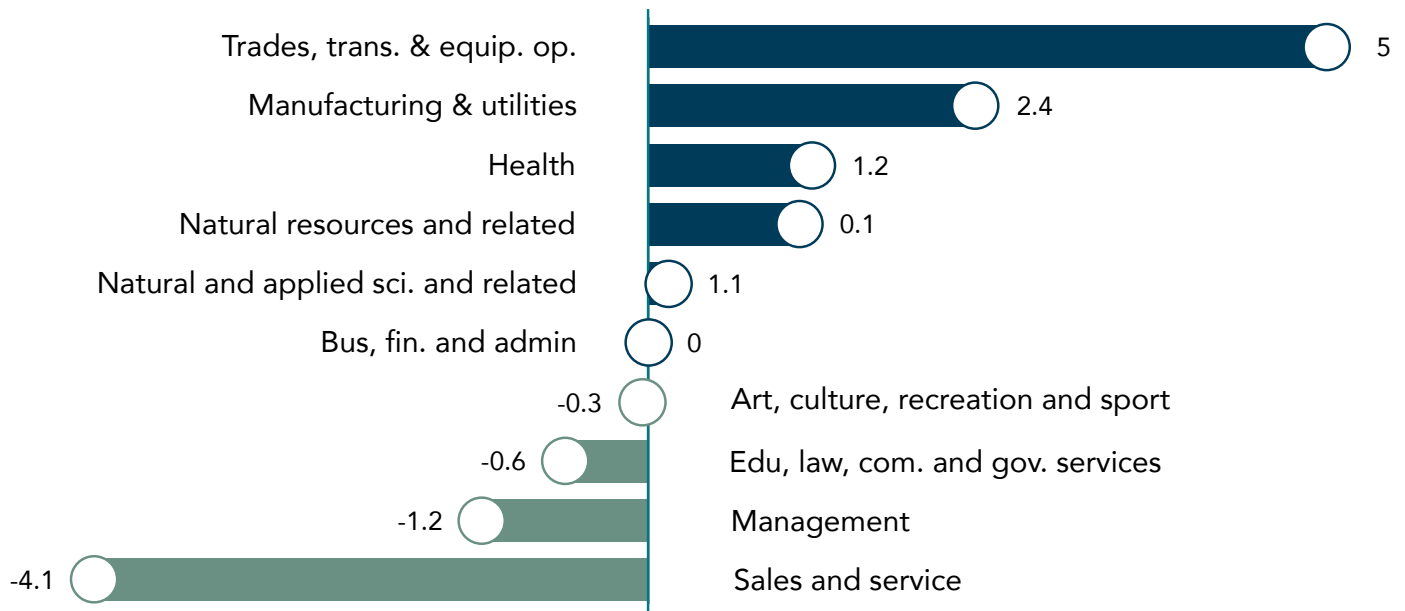 Trades, trans. & equip. op. 5
Manufacturing & utilities 2.4
Health 1.2
Natural resources and related 0.1
Natural and applied sci. and related 1.1
Bus, fin. and admin 0
-0.3 Art, culture, recreation and sport
-0.6 Edu, law, com. and gov. services
-1.2 Management
-4.1 Sales and service